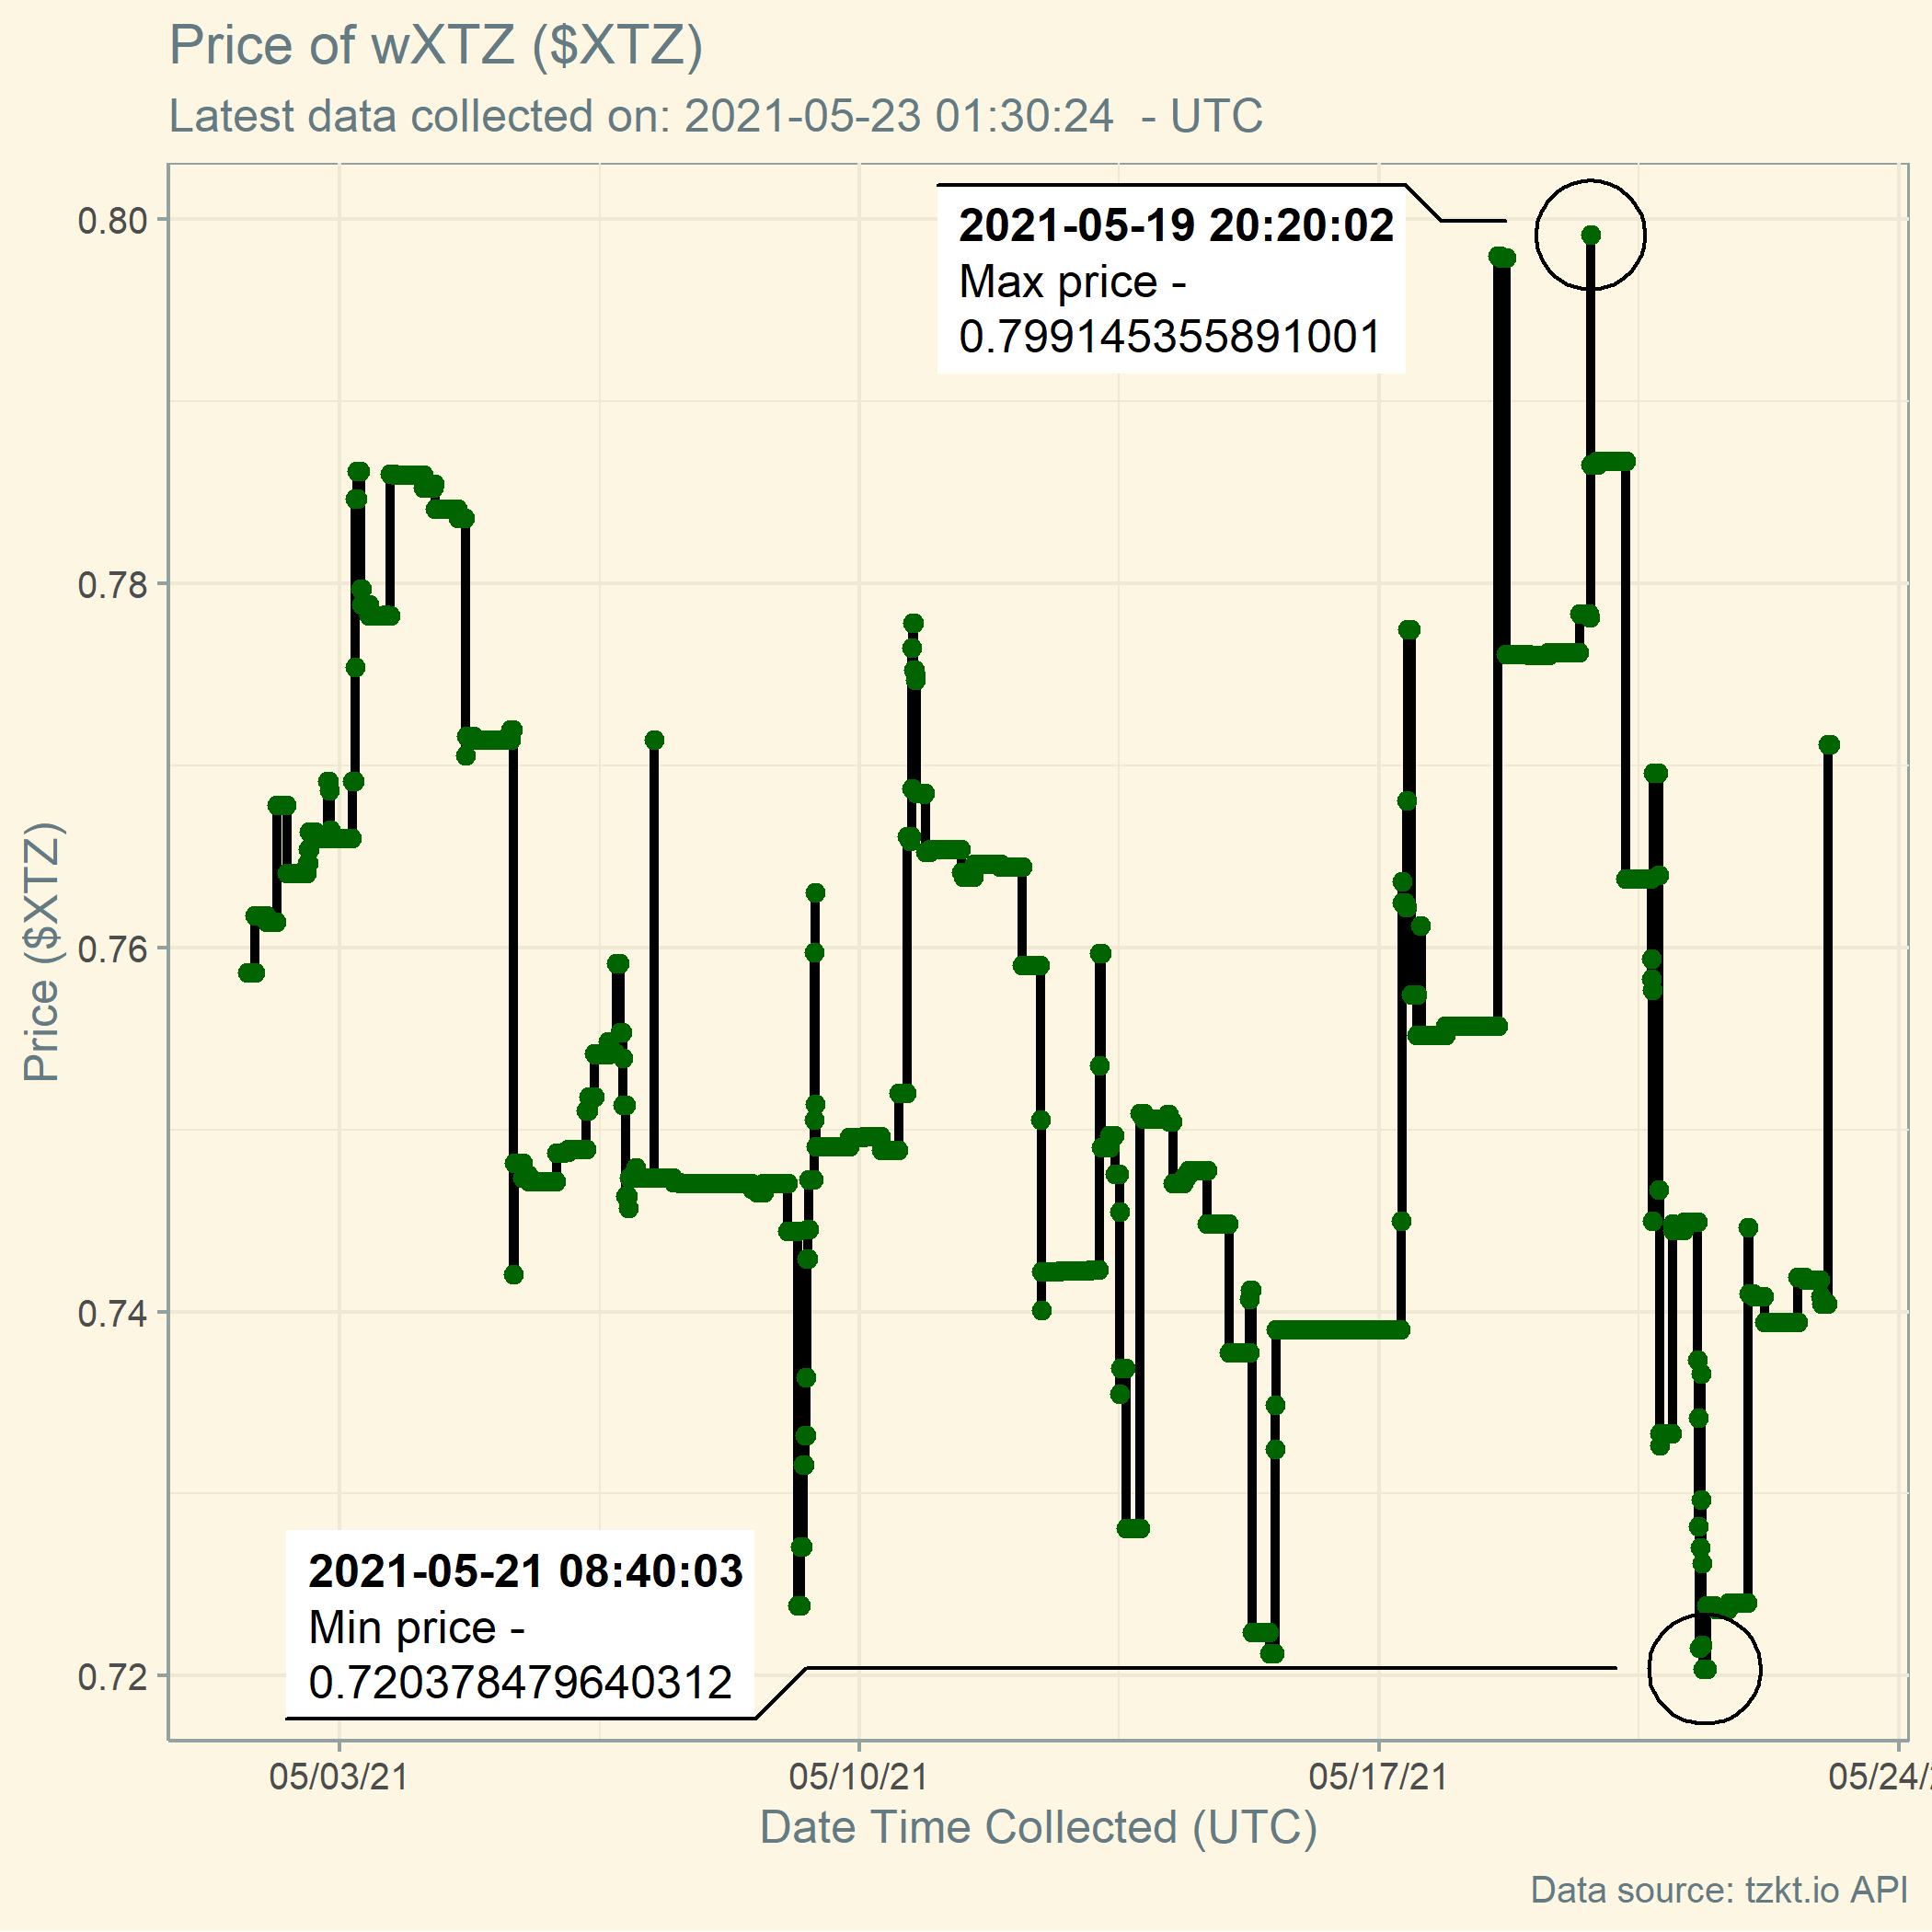 Price of wXTZ ($XTZ)
Latest data collected on: 2021-05-23 01:30:24  - UTC
0.80
0.78
0.76
0.74
0.72
Price ($XTZ)
2021-05-19 20:20:02
Max price -
0.799145355891001
2021-05-21 08:40:03
Min price -
0.720378479640312
05/03/21
05/10/21
05/17/21
05/24/2
Date Time Collected (UTC)
Data source: tzkt.io API